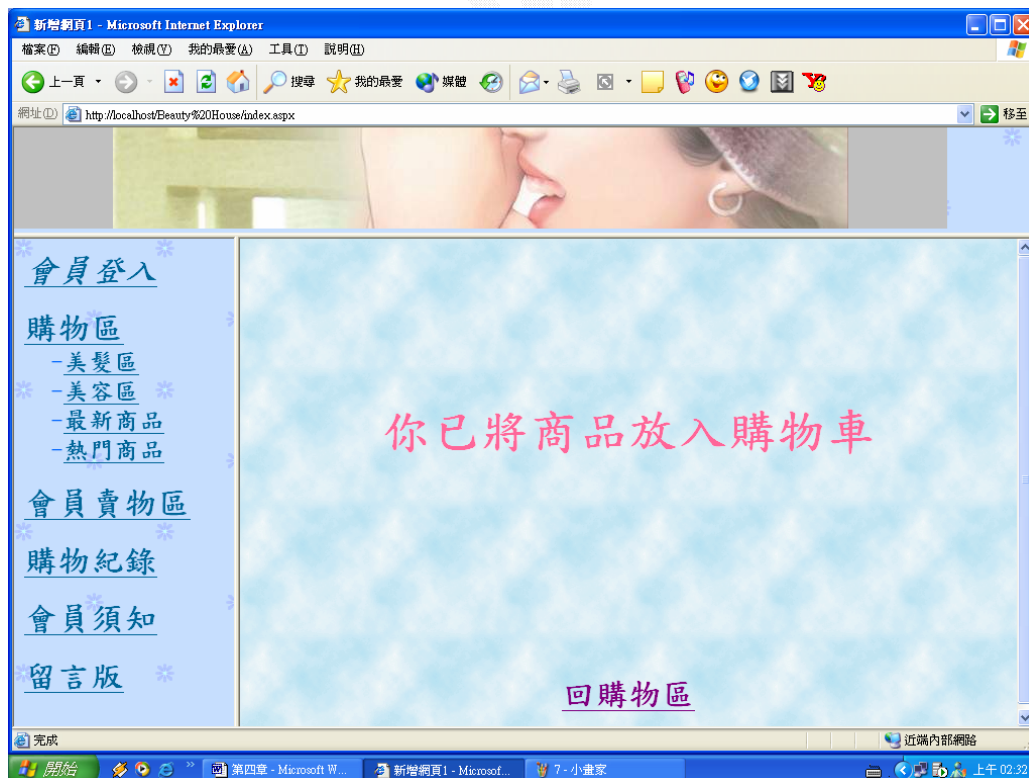 新增網頁1 - Microsoft Internet Explorer
檔案(F) 編輯(E) 檢視(V) 我的最愛(A) 工具(T) 說明(H)
上一頁 搜尋 我的最愛 媒體
網址(D) http://localhost/Beauty%20House/index.aspx 移至
會員登入
購物區
-美髮區
-美容區
-最新商品
-熱門商品
會員賣物區
購物紀錄
會員須知
留言版
你已將商品放入購物車
回購物區
完成 近端內部網路
開始 第四章 - Microsoft W... 新增網頁1 - Microsof... 7 - 小畫家 上午 02:32